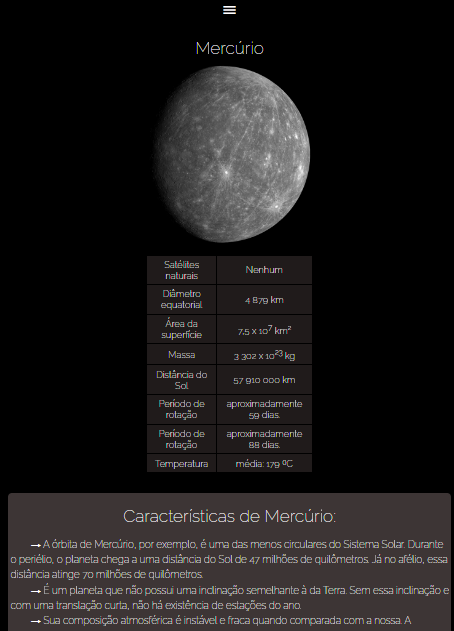 Mercúrio
Satélites naturais Nenhum
Diâmetro equatorial 4 879 km
Área da superfície 7,5 x 10⁷ km²
Massa 3 302 x 10²³ kg
Distância do Sol 57 910 000 km
Período de rotação aproximadamente 59 dias.
Período de rotação aproximadamente 88 dias.
Temperatura média: 179 ºC
Características de Mercúrio:
→ A órbita de Mercúrio, por exemplo, é uma das menos circulares do Sistema Solar. Durante
o periélio, o planeta chega a uma distância do Sol de 47 milhões de quilômetros. Já no afélio, essa
distância atinge 70 milhões de quilômetros.
→ É um planeta que não possui uma inclinação semelhante à da Terra. Sem essa inclinação e
com uma translação curta, não há existência de estações do ano.
→ Sua composição atmosférica é instável e fraca quando comparada com a nossa. A